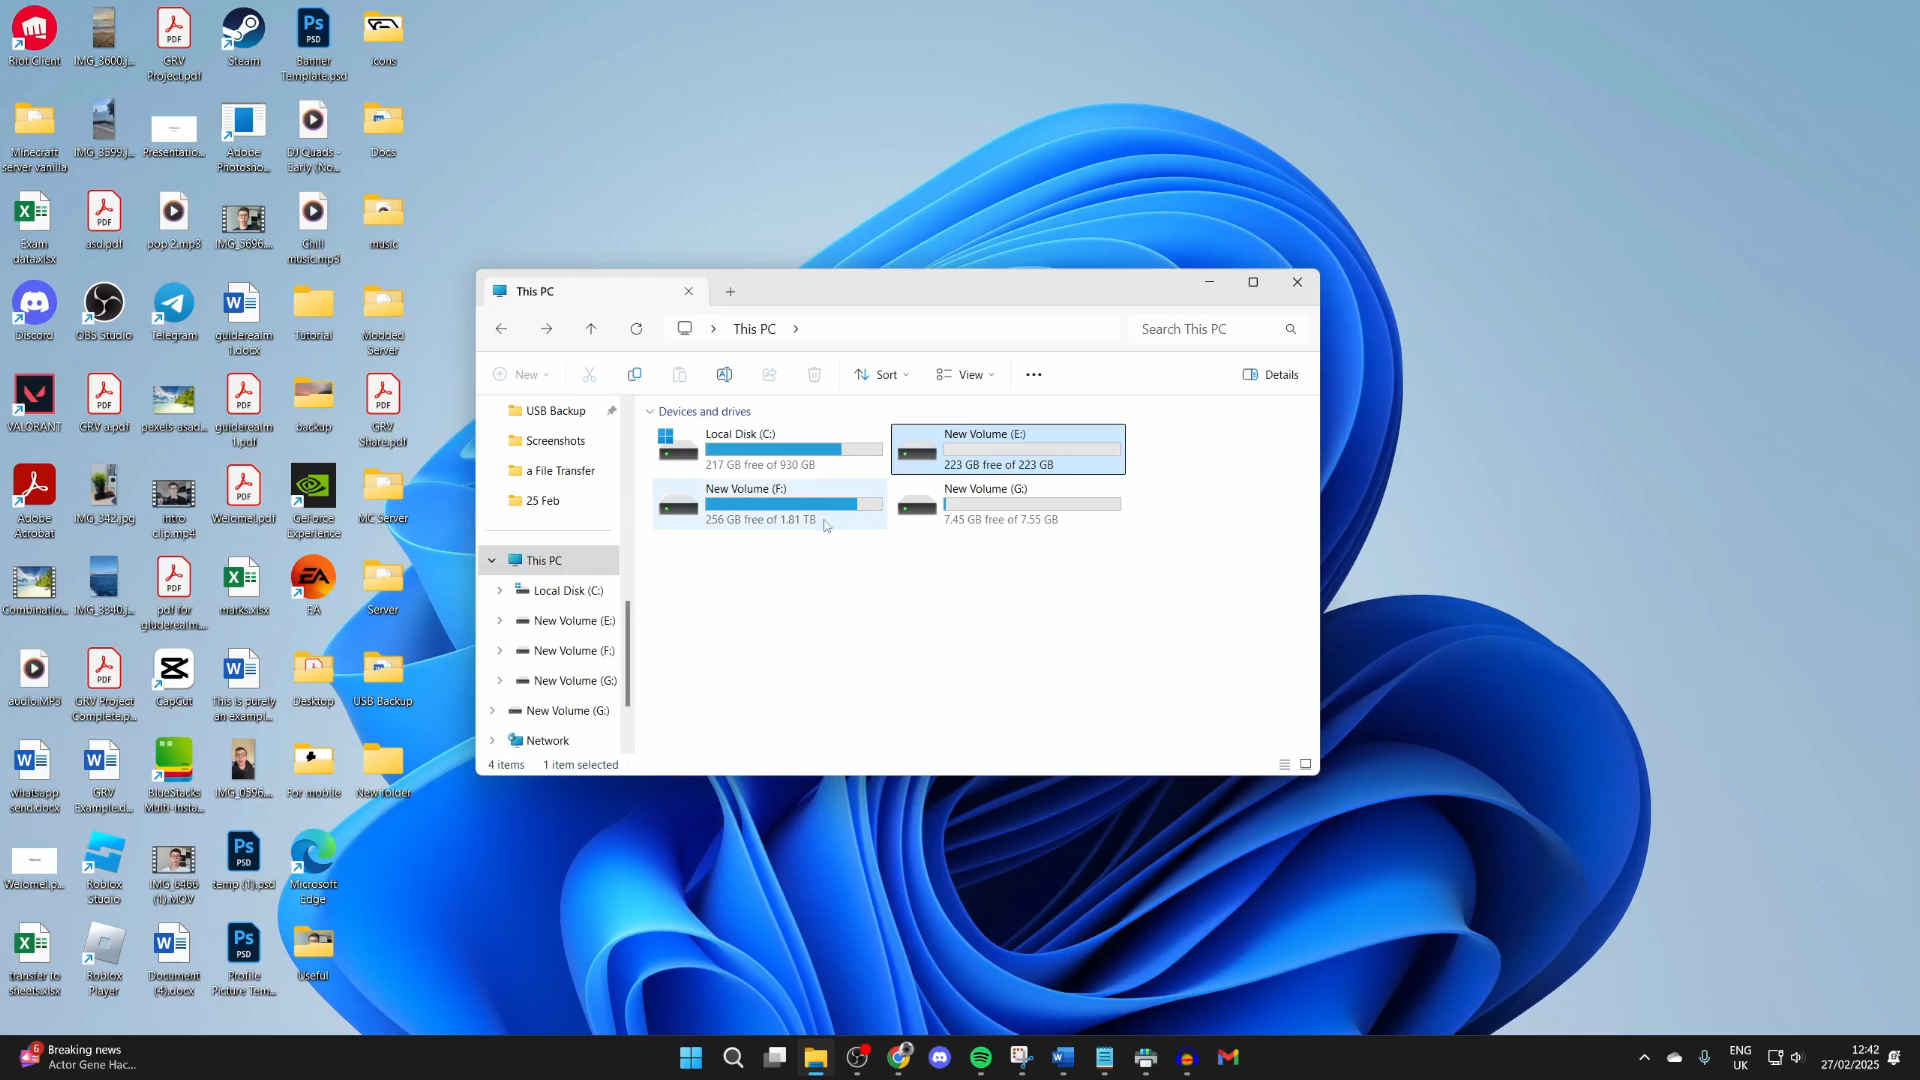 Riot Client
IMG_3600.j...
GRV
Project.pdf
Steam
Banner
Template.psd
icons
Minecraft
server vanilla
IMG_3599.j...
Presentatio...
Adobe
Photosho...
DJ Quads -
Early (No...
Docs
Exam
data.xlsx
asd.pdf
pop 2.mp3
IMG_5696....
Chill
music.mp3
music
Discord
OBS Studio
Telegram
guiderealm
1.docx
Tutorial
Modded
Server
VALORANT
GRV a.pdf
pexels-asad...
guiderealm
1.pdf
backup
GRV
Share.pdf
Adobe
Acrobat
IMG_342.jpg
intro
clip.mp4
Welome!.pdf
GeForce
Experience
MC Server
Combinatio...
IMG_3340.j...
pdf for
giuderealm...
marks.xlsx
EA
Server
audio.MP3
GRV Project
Complete.p...
CapCut
This is purely
an exampl...
Desktop
USB Backup
whatsapp
send.docx
GRV
Example.d...
BlueStacks
Multi-Insta...
IMG_0596....
For mobile
New folder
Welome!.p...
Roblox
Studio
IMG_6466
(1).MOV
temp (1).psd
Microsoft
Edge
transfer to
sheets.xlsx
Roblox
Player
Document
(4).docx
Profile
Picture Tem...
Useful
This PC
This PC
Search This PC
New
Sort
View
Details
USB Backup
Screenshots
a File Transfer
25 Feb
This PC
Local Disk (C:)
New Volume (E:)
New Volume (F:)
New Volume (G:)
New Volume (G:)
Network
Devices and drives
Local Disk (C:)
217 GB free of 930 GB
New Volume (E:)
223 GB free of 223 GB
New Volume (F:)
256 GB free of 1.81 TB
New Volume (G:)
7.45 GB free of 7.55 GB
4 items
1 item selected
6
Breaking news
Actor Gene Hac...
ENG
UK
12:42
27/02/2025